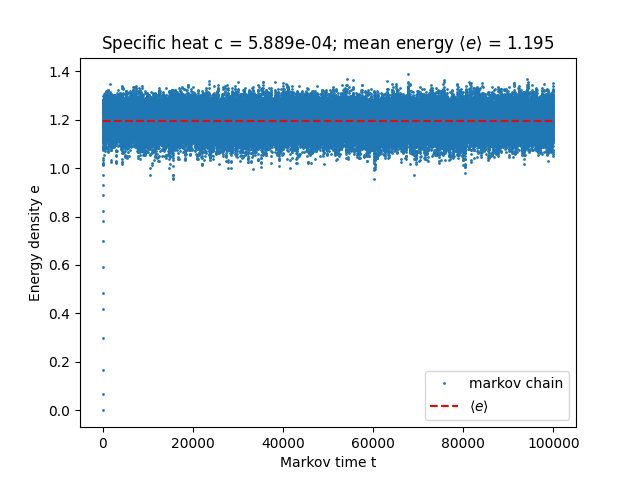 Specific heat c = 5.889e-04; mean energy ⟨e⟩ = 1.195
1.4
1.2
1.0
0.8
0.6
0.4
0.2
0.0
Energy density e
markov chain
⟨e⟩
0 20000 40000 60000 80000 100000
Markov time t